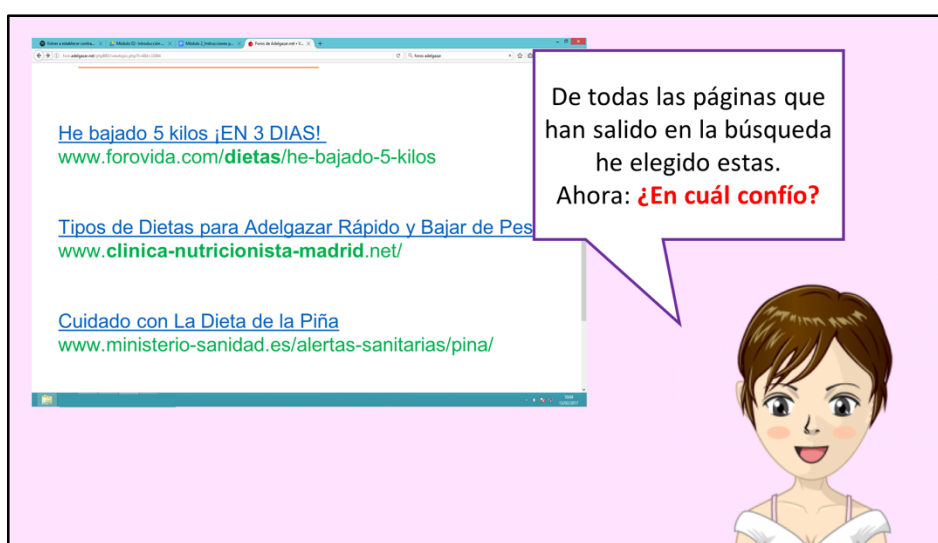 He bajado 5 kilos ¡EN 3 DIAS!
www.forovida.com/dietas/he-bajado-5-kilos
Tipos de Dietas para Adelgazar Rápido y Bajar de Pes
www.clinica-nutricionista-madrid.net/
Cuidado con La Dieta de la Piña
www.ministerio-sanidad.es/alertas-sanitarias/pina/
De todas las páginas que
han salido en la búsqueda
he elegido estas.
Ahora: ¿En cuál confío?